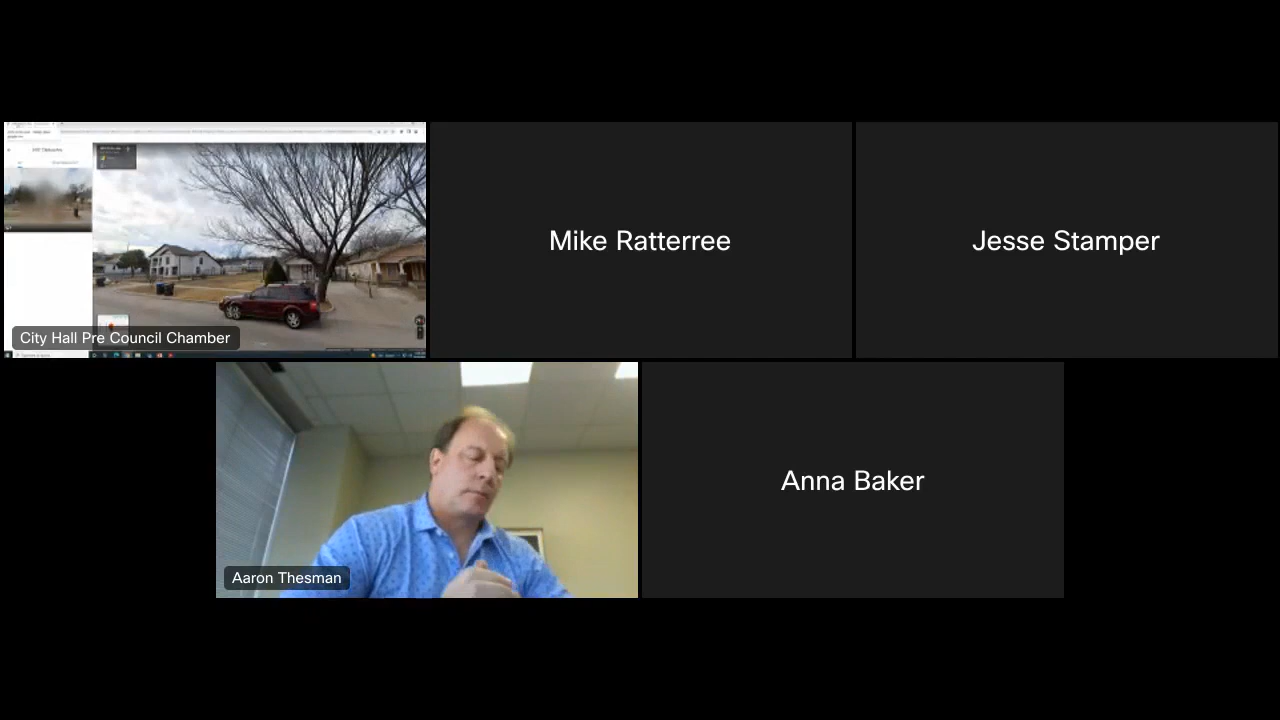 City Hall Pre Council Chamber
Mike Ratterree
Jesse Stamper
Aaron Thesman
Anna Baker